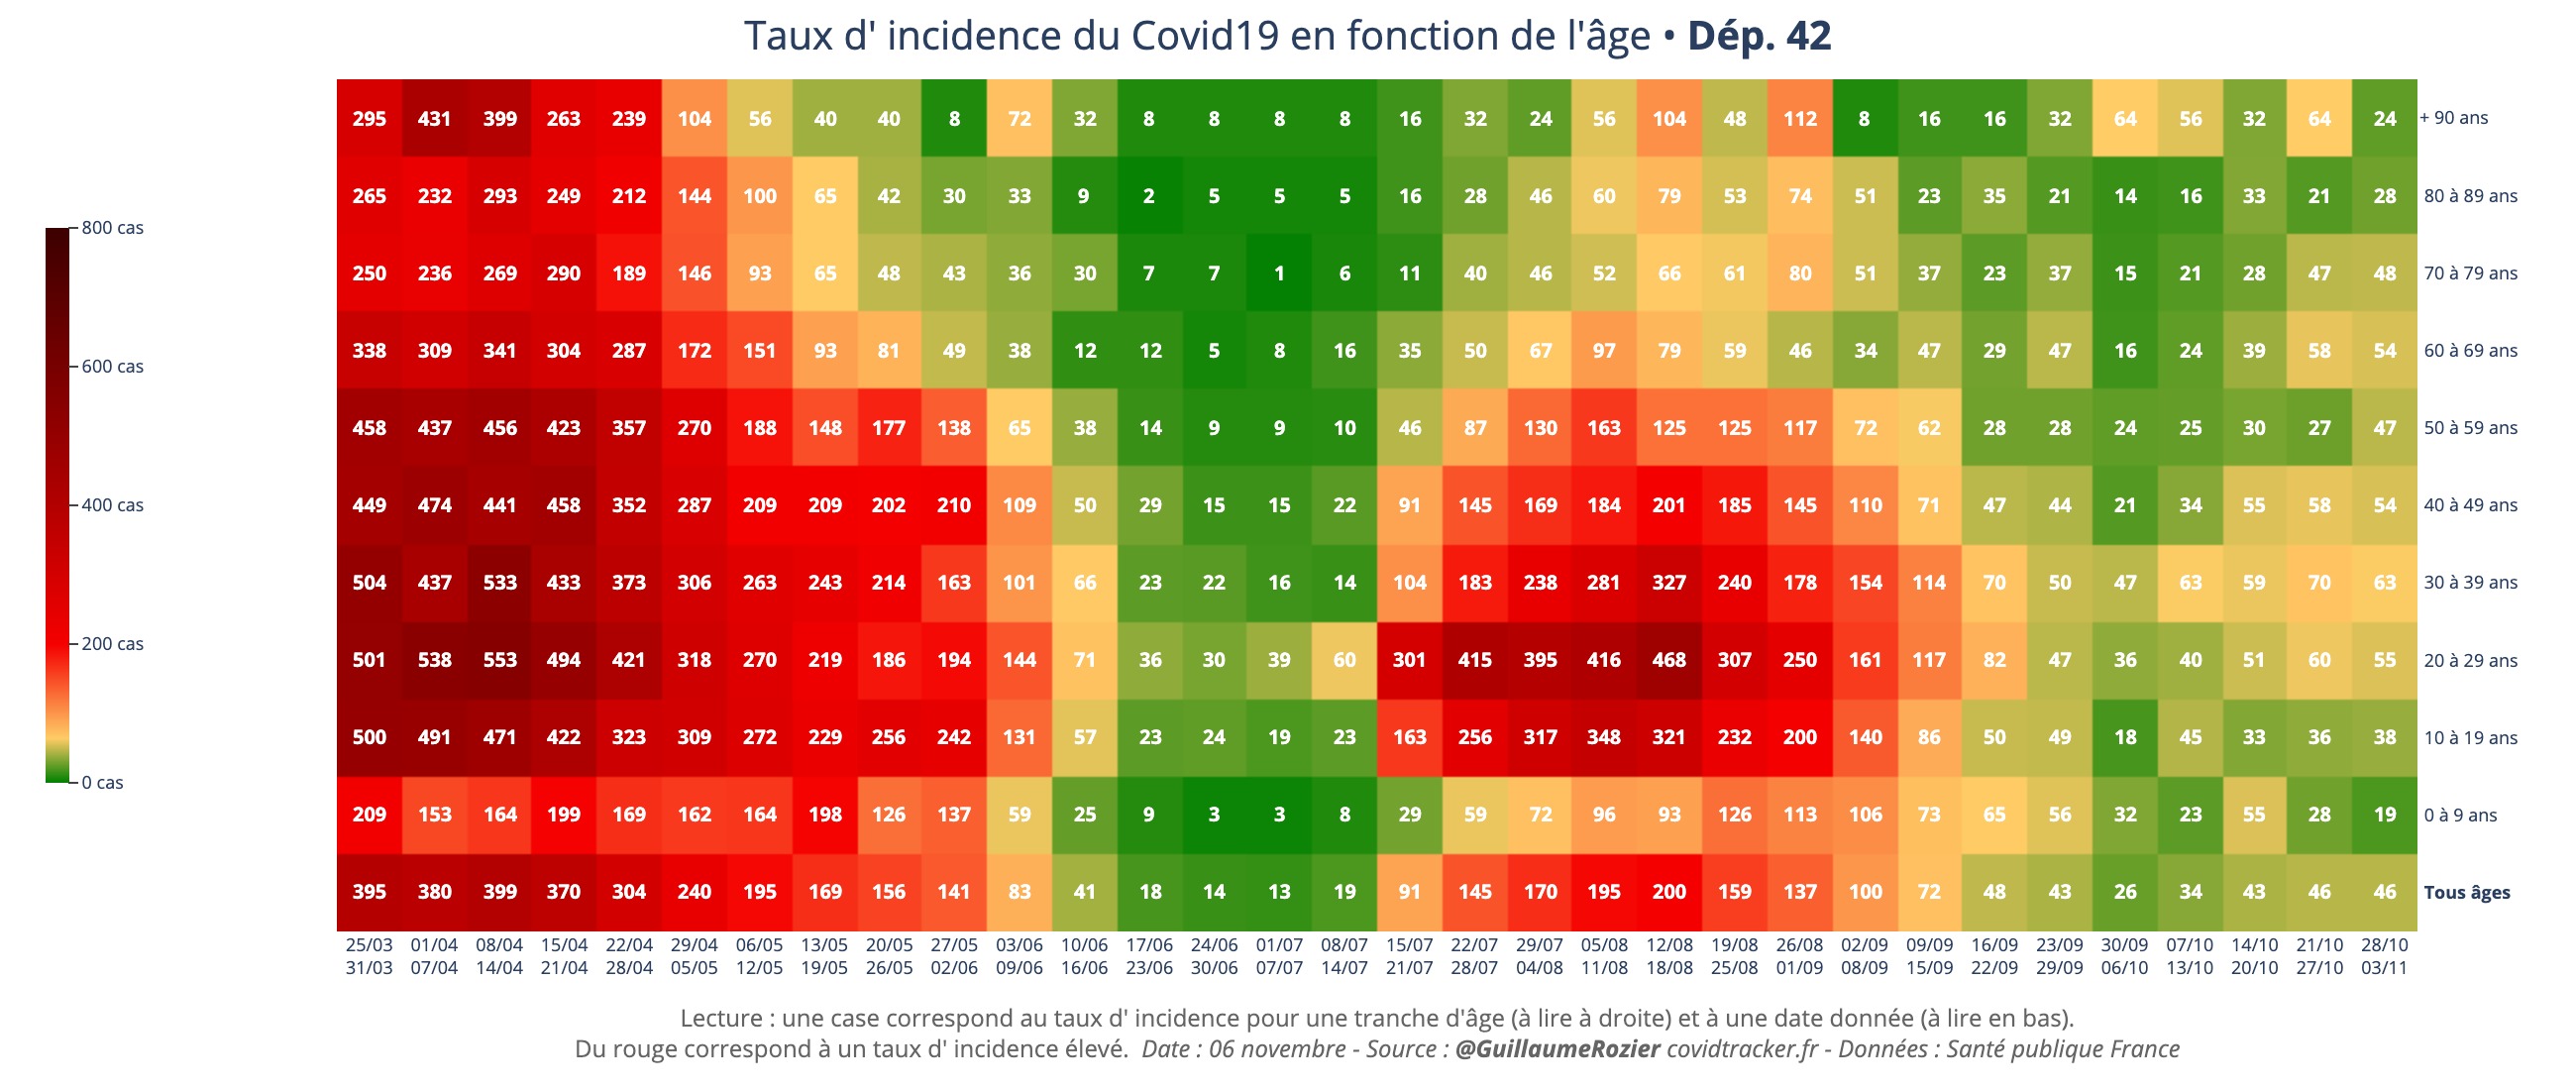 Taux d' incidence du Covid19 en fonction de l'âge • Dép. 42
800 cas
600 cas
400 cas
200 cas
0 cas
295 431 399 263 239 104 56 40 40 8 72 32 8 8 8 8 16 32 24 56 104 48 112 8 16 16 32 64 56 32 64 24 + 90 ans
265 232 293 249 212 144 100 65 42 30 33 9 2 5 5 5 16 28 46 60 79 53 74 51 23 35 21 14 16 33 21 28 80 à 89 ans
250 236 269 290 189 146 93 65 48 43 36 30 7 7 1 6 11 40 46 52 66 61 80 51 37 23 37 15 21 28 47 48 70 à 79 ans
338 309 341 304 287 172 151 93 81 49 38 12 12 5 8 16 35 50 67 97 79 59 46 34 47 29 47 16 24 39 58 54 60 à 69 ans
458 437 456 423 357 270 188 148 177 138 65 38 14 9 9 10 46 87 130 163 125 125 117 72 62 28 28 24 25 30 27 47 50 à 59 ans
449 474 441 458 352 287 209 209 202 210 109 50 29 15 15 22 91 145 169 184 201 185 145 110 71 47 44 21 34 55 58 54 40 à 49 ans
504 437 533 433 373 306 263 243 214 163 101 66 23 22 16 14 104 183 238 281 327 240 178 154 114 70 50 47 63 59 70 63 30 à 39 ans
501 538 553 494 421 318 270 219 186 194 144 71 36 30 39 60 301 415 395 416 468 307 250 161 117 82 47 36 40 51 60 55 20 à 29 ans
500 491 471 422 323 309 272 229 256 242 131 57 23 24 19 23 163 256 317 348 321 232 200 140 86 50 49 18 45 33 36 38 10 à 19 ans
209 153 164 199 169 162 164 198 126 137 59 25 9 3 3 8 29 59 72 96 93 126 113 106 73 65 56 32 23 55 28 19 0 à 9 ans
395 380 399 370 304 240 195 169 156 141 83 41 18 14 13 19 91 145 170 195 200 159 137 100 72 48 43 26 34 43 46 46 Tous âges
25/03 01/04 08/04 15/04 22/04 29/04 06/05 13/05 20/05 27/05 03/06 10/06 17/06 24/06 01/07 08/07 15/07 22/07 29/07 05/08 12/08 19/08 26/08 02/09 09/09 16/09 23/09 30/09 07/10 14/10 21/10 28/10
31/03 07/04 14/04 21/04 28/04 05/05 12/05 19/05 26/05 02/06 09/06 16/06 23/06 30/06 07/07 14/07 21/07 28/07 04/08 11/08 18/08 25/08 01/09 08/09 15/09 22/09 29/09 06/10 13/10 20/10 27/10 03/11
Lecture : une case correspond au taux d' incidence pour une tranche d'âge (à lire à droite) et à une date donnée (à lire en bas).
Du rouge correspond à un taux d' incidence élevé. Date : 06 novembre - Source : @GuillaumeRozier covidtracker.fr - Données : Santé publique France